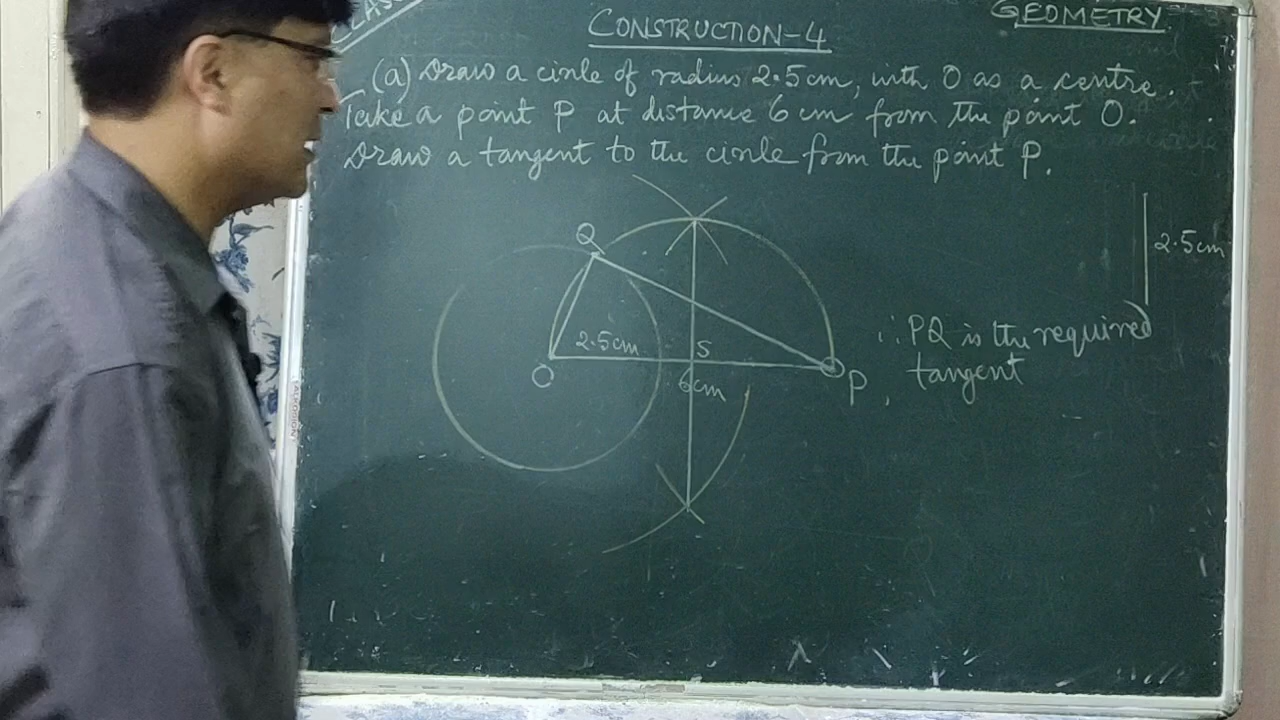 CLASS
GEOMETRY
CONSTRUCTION-4
(a) Draw a circle of radius 2.5cm, with O as a centre.
Take a point P at distance 6 cm from the point O.
Draw a tangent to the circle from the point P.
Q
2.5cm
2.5cm
S
O
6cm
P,
∴ PQ is the required
tangent